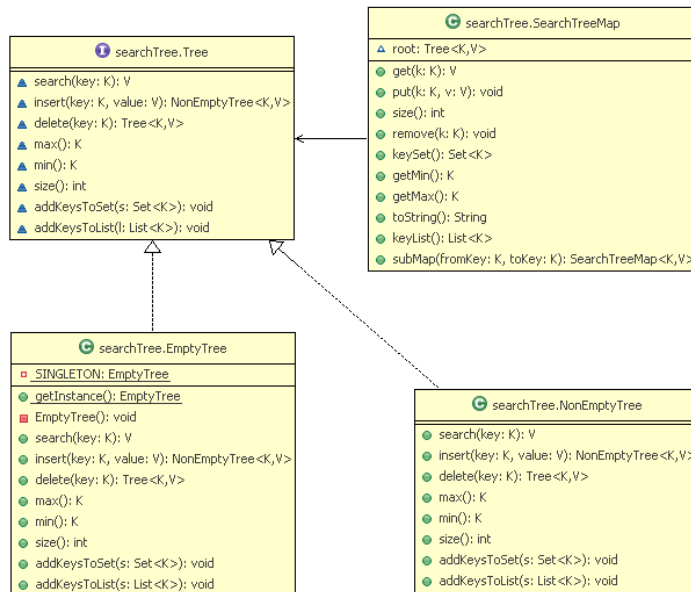 I searchTree.Tree
search(key: K): V
insert(key: K, value: V): NonEmptyTree<K,V>
delete(key: K): Tree<K,V>
max(): K
min(): K
size(): int
addKeysToSet(s: Set<K>): void
addKeysToList(l: List<K>): void
C searchTree.SearchTreeMap
root: Tree<K,V>
get(k: K): V
put(k: K, v: V): void
size(): int
remove(k: K): void
keySet(): Set<K>
getMin(): K
getMax(): K
toString(): String
keyList(): List<K>
subMap(fromKey: K, toKey: K): SearchTreeMap<K,V>
C searchTree.EmptyTree
SINGLETON: EmptyTree
getInstance(): EmptyTree
EmptyTree(): void
search(key: K): V
insert(key: K, value: V): NonEmptyTree<K,V>
delete(key: K): Tree<K,V>
max(): K
min(): K
size(): int
addKeysToSet(s: Set<K>): void
addKeysToList(s: List<K>): void
C searchTree.NonEmptyTree
search(key: K): V
insert(key: K, value: V): NonEmptyTree<K,V>
delete(key: K): Tree<K,V>
max(): K
min(): K
size(): int
addKeysToSet(s: Set<K>): void
addKeysToList(s: List<K>): void